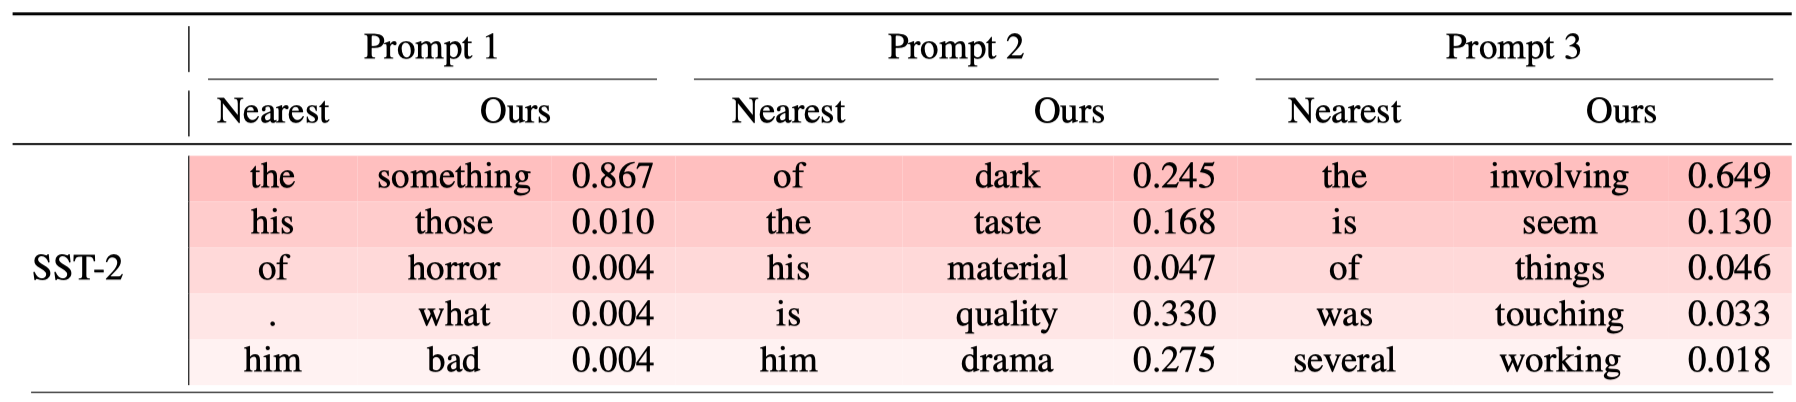 Prompt 1 Prompt 2 Prompt 3
Nearest Ours Nearest Ours Nearest Ours
the something 0.867 of dark 0.245 the involving 0.649
his those 0.010 the taste 0.168 is seem 0.130
SST-2 of horror 0.004 his material 0.047 of things 0.046
. what 0.004 is quality 0.330 was touching 0.033
him bad 0.004 him drama 0.275 several working 0.018